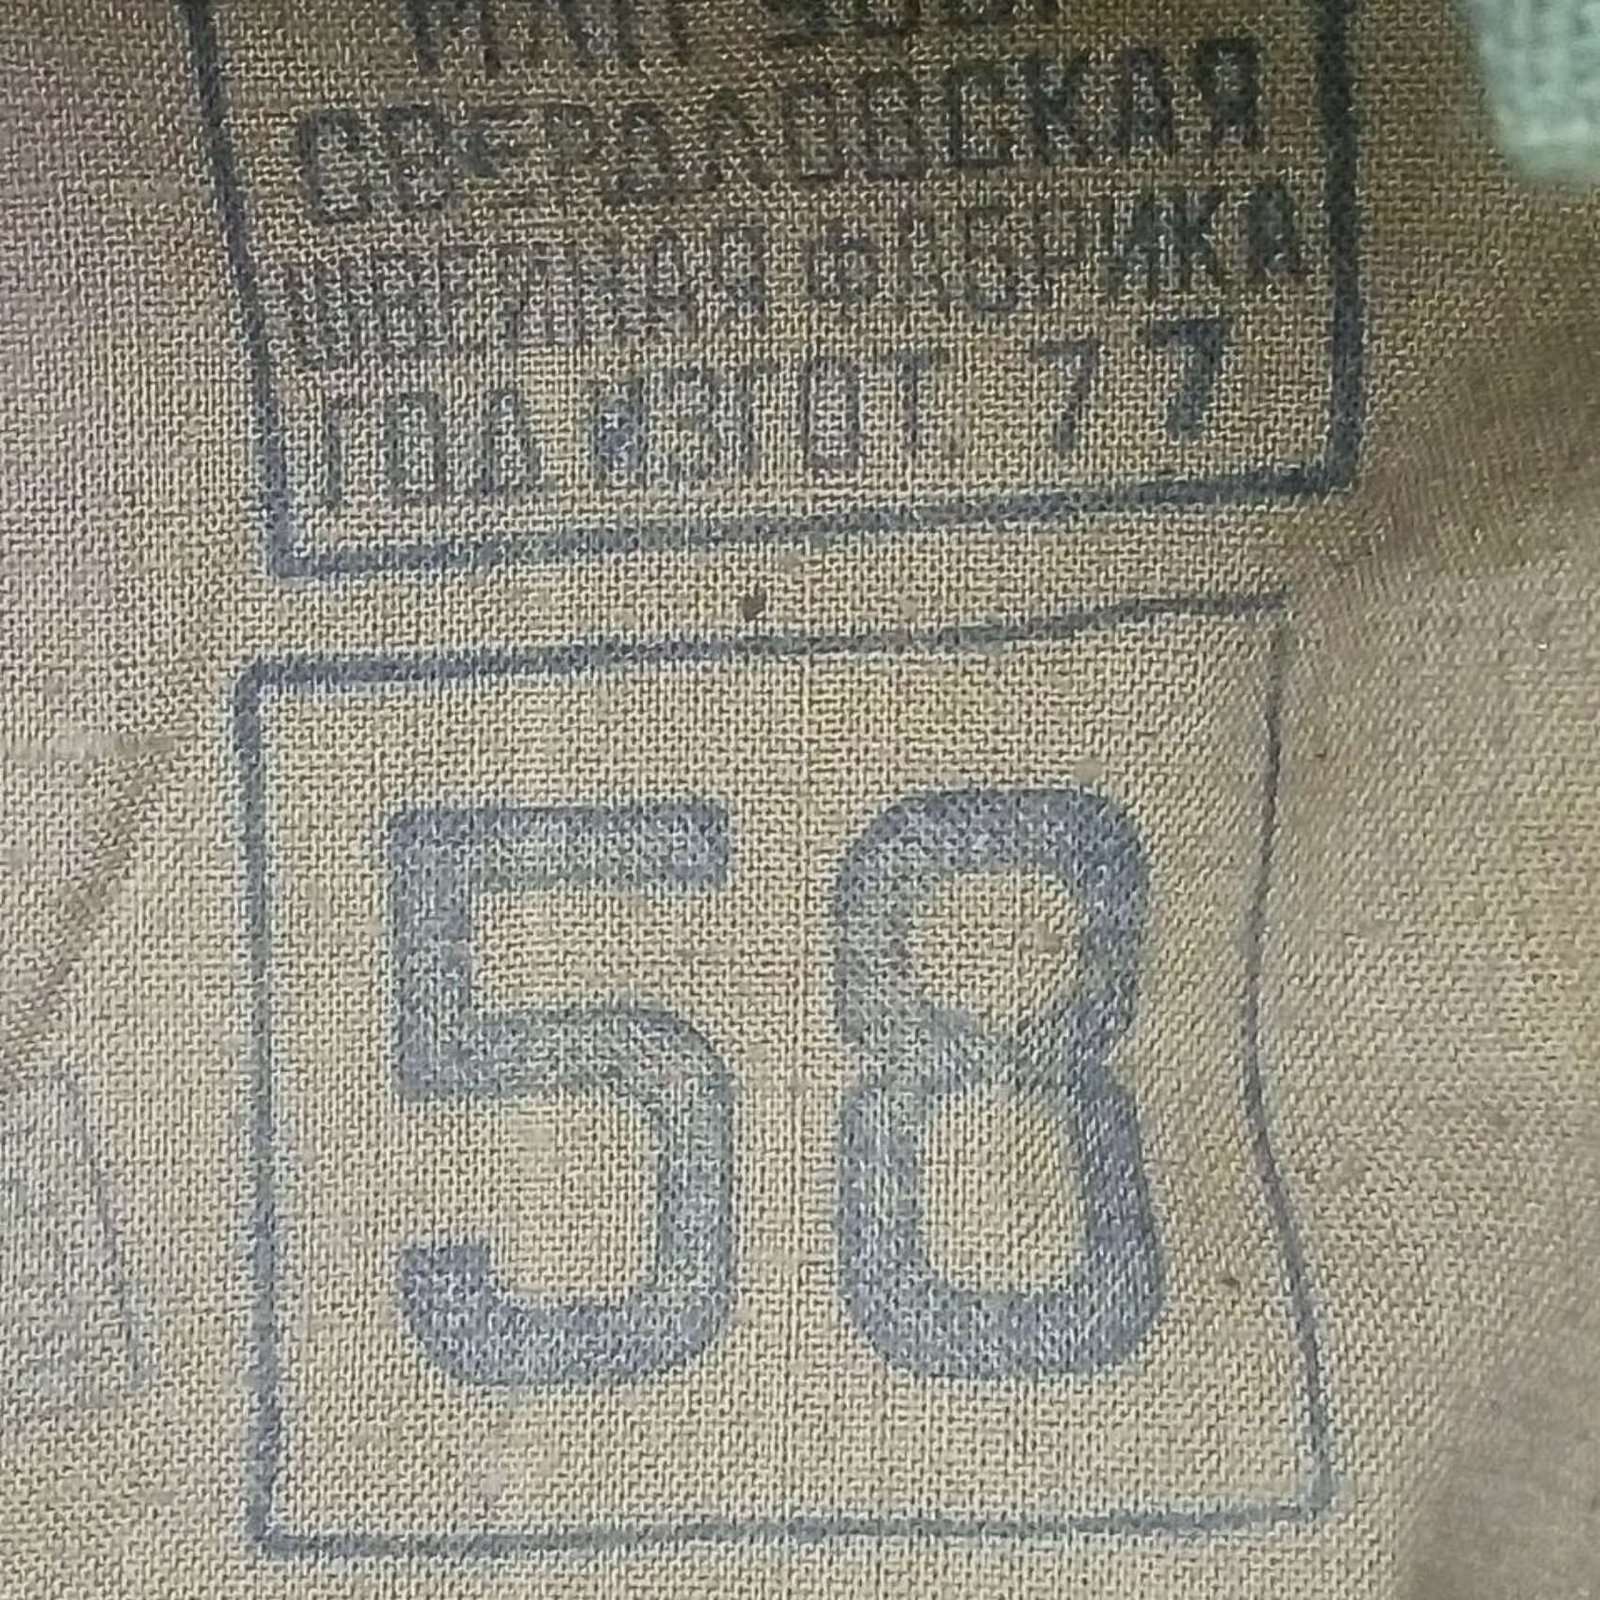 СВЕРДЛОВСКАЯ
ШВЕЙНАЯ ФАБРИКА
ГОД ИЗГОТ. 77
58